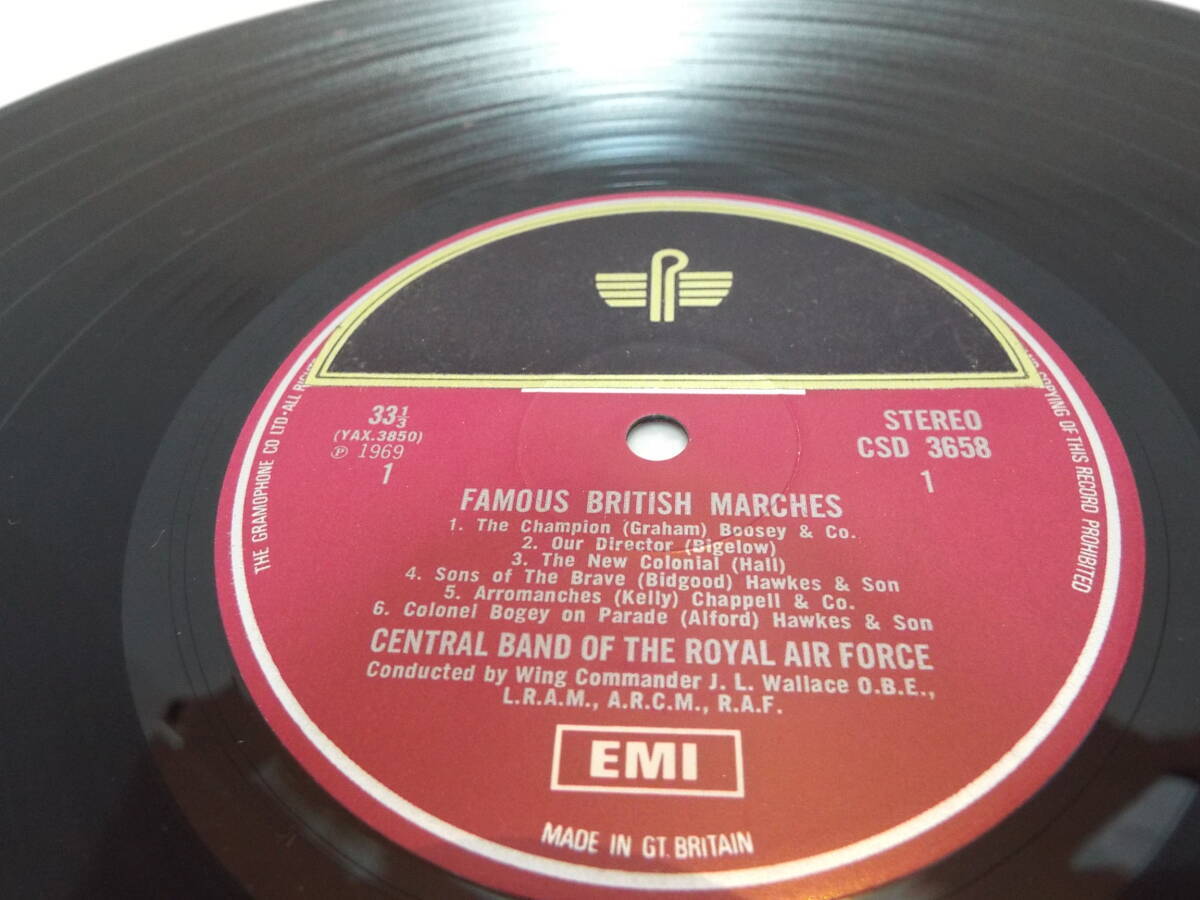 33⅓
(YAX.3850)
℗ 1969
1
STEREO
CSD 3658
1
FAMOUS BRITISH MARCHES
1. The Champion (Graham) Boosey & Co.
2. Our Director (Bigelow)
3. The New Colonial (Hall)
4. Sons of The Brave (Bidgood) Hawkes & Son
5. Arromanches (Kelly) Chappell & Co.
6. Colonel Bogey on Parade (Alford) Hawkes & Son
CENTRAL BAND OF THE ROYAL AIR FORCE
Conducted by Wing Commander J. L. Wallace O.B.E.,
L.R.A.M., A.R.C.M., R.A.F.
EMI
MADE IN GT. BRITAIN
THE GRAMOPHONE CO LTD·ALL
COPYING OF THIS RECORD PROHIBITED